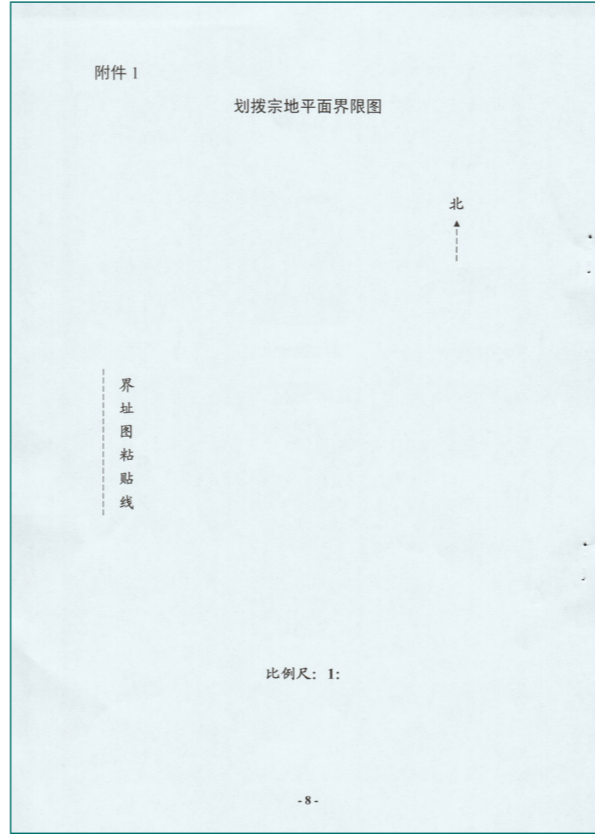 附件 1
划拨宗地平面界限图
北
界址图粘贴线
比例尺：1:
- 8 -